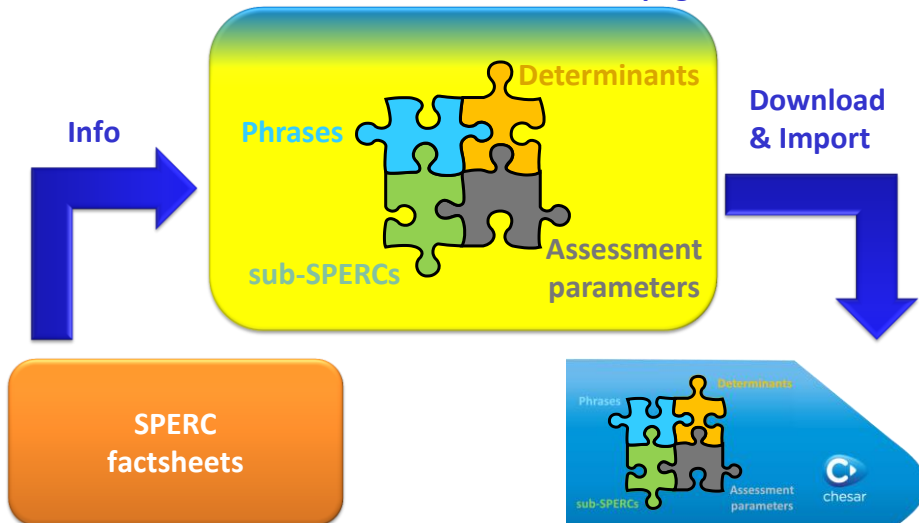 Determinants
Phrases
Info
Download
& Import
sub-SPERCs
Assessment
parameters
SPERC
factsheets
Determinants
Phrases
sub-SPERCs
Assessment
parameters
chesar